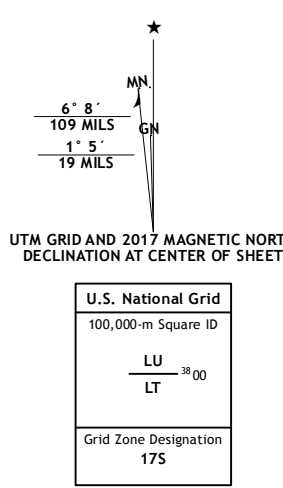 MN.
6° 8´
109 MILS
GN
1° 5´
19 MILS
UTM GRID AND 2017 MAGNETIC NORT
DECLINATION AT CENTER OF SHEET
U.S. National Grid
100,000-m Square ID
LU
3800
LT
Grid Zone Designation
17S